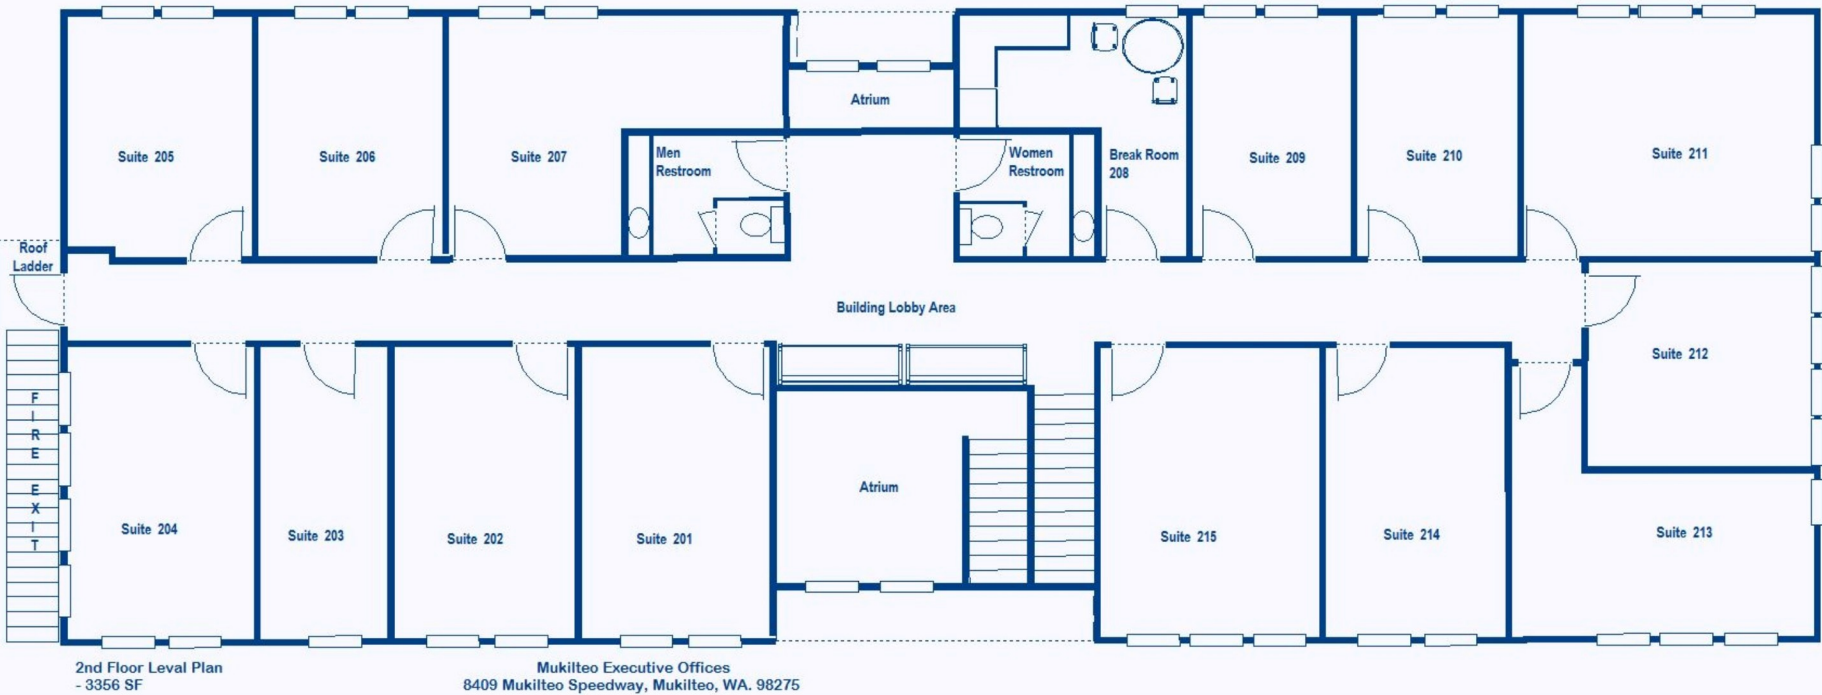 Atrium
Suite 205
Suite 206
Suite 207
Men
Restroom
Women
Restroom
Break Room
208
Suite 209
Suite 210
Suite 211
Roof
Ladder
Building Lobby Area
Suite 212
FIRE EXIT
Suite 204
Suite 203
Suite 202
Suite 201
Atrium
Suite 215
Suite 214
Suite 213
2nd Floor Leval Plan
- 3356 SF
Mukilteo Executive Offices
8409 Mukilteo Speedway, Mukilteo, WA. 98275